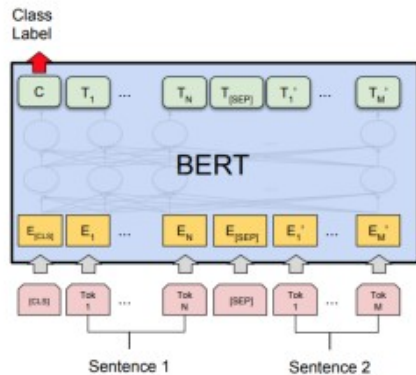 Class
Label
C T1 ... TN T[SEP] T1' ... TM'
BERT
E[CLS] E1 ... EN E[SEP] E1' ... EM'
[CLS] Tok 1 ... Tok N [SEP] Tok 1 ... Tok M
Sentence 1 Sentence 2